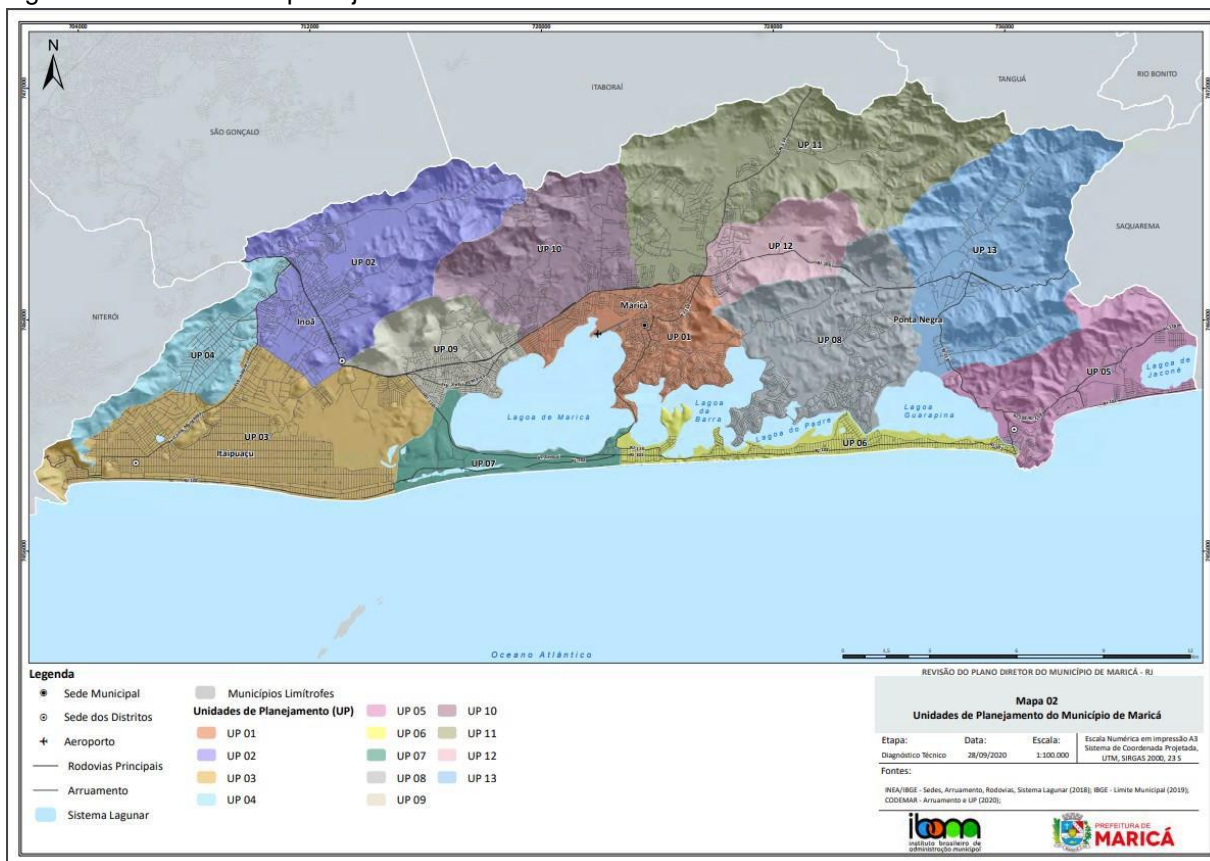 704000
712000
720000
728000
736000
N
7472000
7472000
ITABORAÍ
TANGUÁ
RIO BONITO
SÃO GONÇALO
UP 11
UP 02
UP 10
UP 12
UP 13
SAQUAREMA
NITERÓI
Inoã
Maricá
Ponta Negra
UP 01
UP 04
UP 09
UP 08
UP 05
Lagoa de Jaconé
Lagoa de Maricá
Lagoa da Barra
Lagoa do Padre
Lagoa Guarapina
UP 03
Itaipuaçu
UP 07
UP 06
Oceano Atlântico
Legenda
Sede Municipal
Sede dos Distritos
Aeroporto
Rodovias Principais
Arruamento
Sistema Lagunar
Municípios Limítrofes
Unidades de Planejamento (UP)
UP 01
UP 02
UP 03
UP 04
UP 05
UP 06
UP 07
UP 08
UP 09
UP 10
UP 11
UP 12
UP 13
REVISÃO DO PLANO DIRETOR DO MUNICÍPIO DE MARICÁ - RJ
Mapa 02
Unidades de Planejamento do Município de Maricá
Etapa: Data: Escala:
Diagnóstico Técnico 28/09/2020 1:100.000
Escala Numérica em impressão A3
Sistema de Coordenada Projetada,
UTM, SIRGAS 2000, 23 S
Fontes:
INEA/IBGE - Sedes, Arruamento, Rodovias, Sistema Lagunar (2018); IBGE - Limite Municipal (2019);
CODEMAR - Arruamento e UP (2020);
ibam
instituto brasileiro de
administração municipal
PREFEITURA DE
MARICÁ